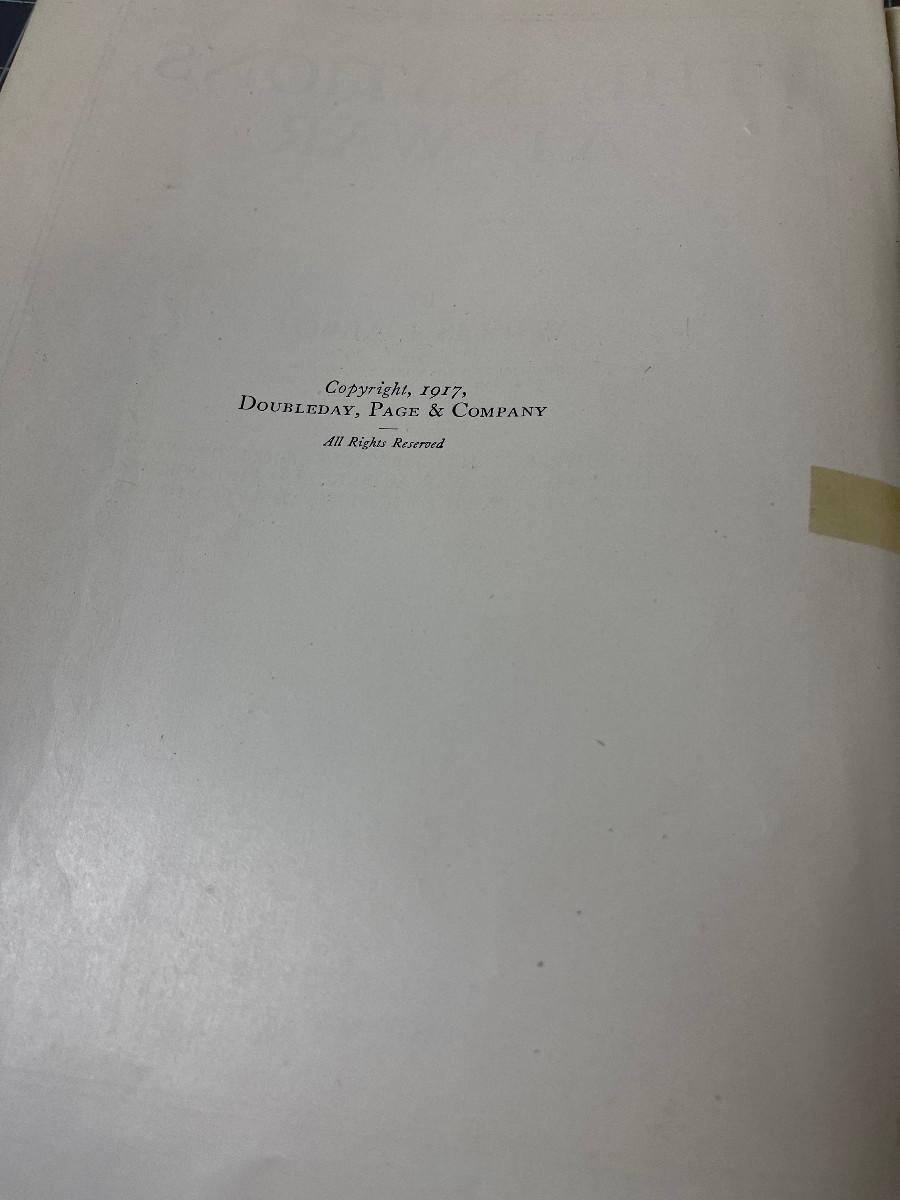 Copyright, 1917,
Doubleday, Page & Company
All Rights Reserved